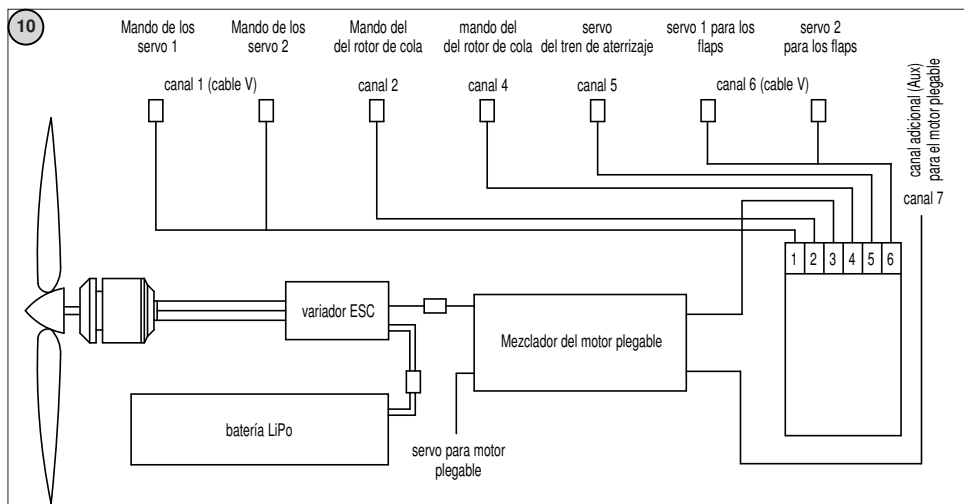 10
Mando de los
servo 1
Mando de los
servo 2
Mando del
del rotor de cola
mando del
del rotor de cola
servo
del tren de aterrizaje
servo 1 para los
flaps
servo 2
para los flaps
canal 1 (cable V)
canal 2
canal 4
canal 5
canal 6 (cable V)
canal adicional (Aux)
para el motor plegable
canal 7
1 2 3 4 5 6
variador ESC
Mezclador del motor plegable
batería LiPo
servo para motor
plegable